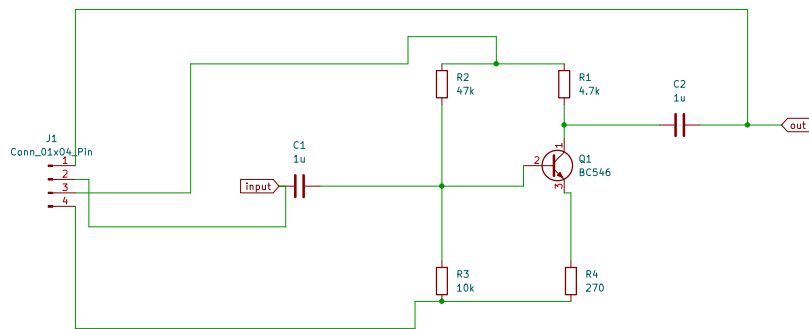 R2
47k
R1
4.7k
C2
1u
out
J1
Conn_01x04_Pin
1
2
3
4
C1
1u
input
1
2
3
Q1
BC546
R3
10k
R4
270